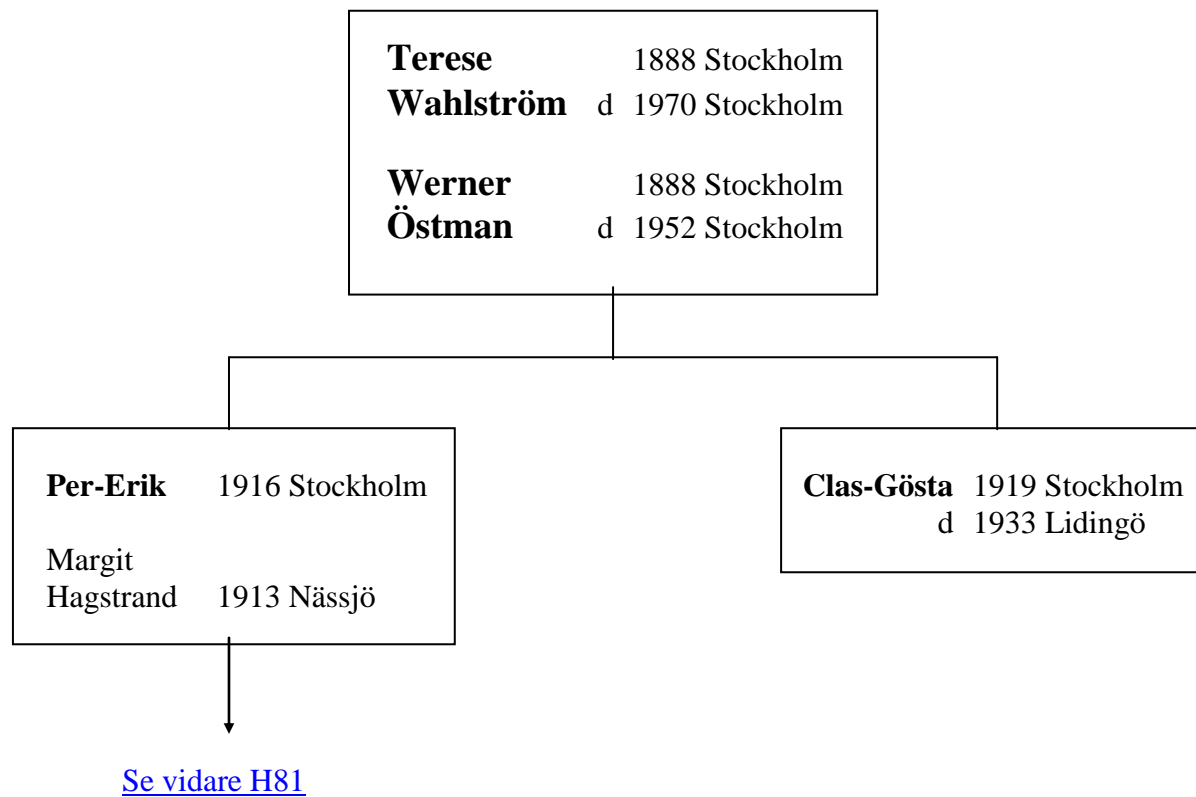 Terese 1888 Stockholm
Wahlström d 1970 Stockholm
Werner 1888 Stockholm
Östman d 1952 Stockholm
Per-Erik 1916 Stockholm
Margit
Hagstrand 1913 Nässjö
Clas-Gösta 1919 Stockholm
d 1933 Lidingö
Se vidare H81